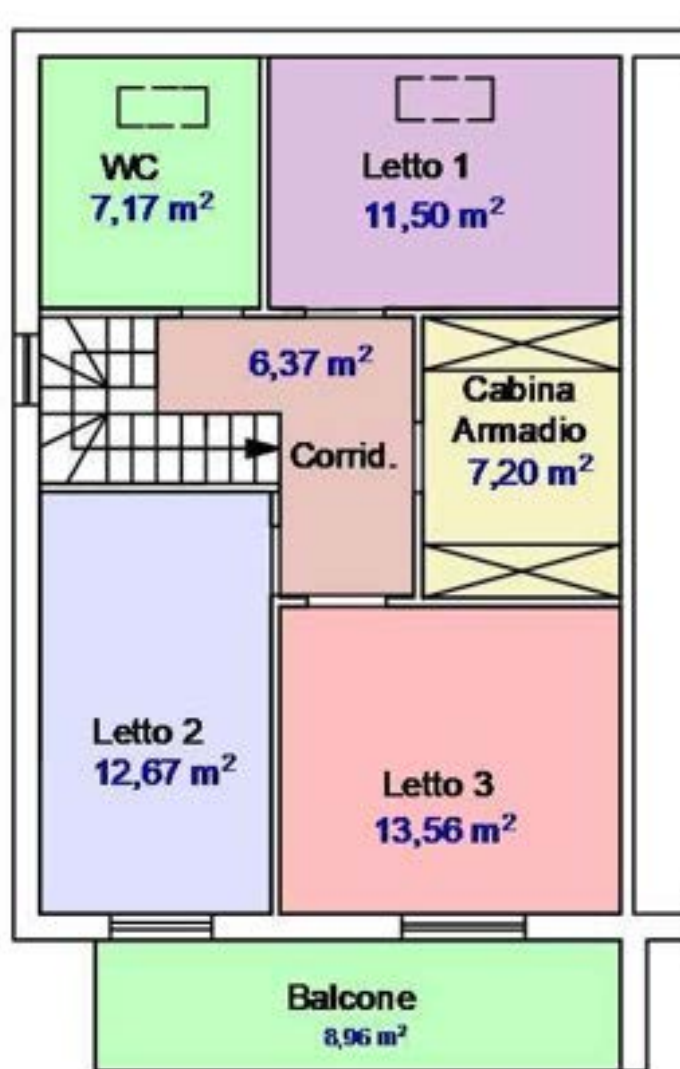 WC
7,17 m²
Letto 1
11,50 m²
6,37 m²
Corrid.
Cabina
Armadio
7,20 m²
Letto 2
12,67 m²
Letto 3
13,56 m²
Balcone
8,96 m²